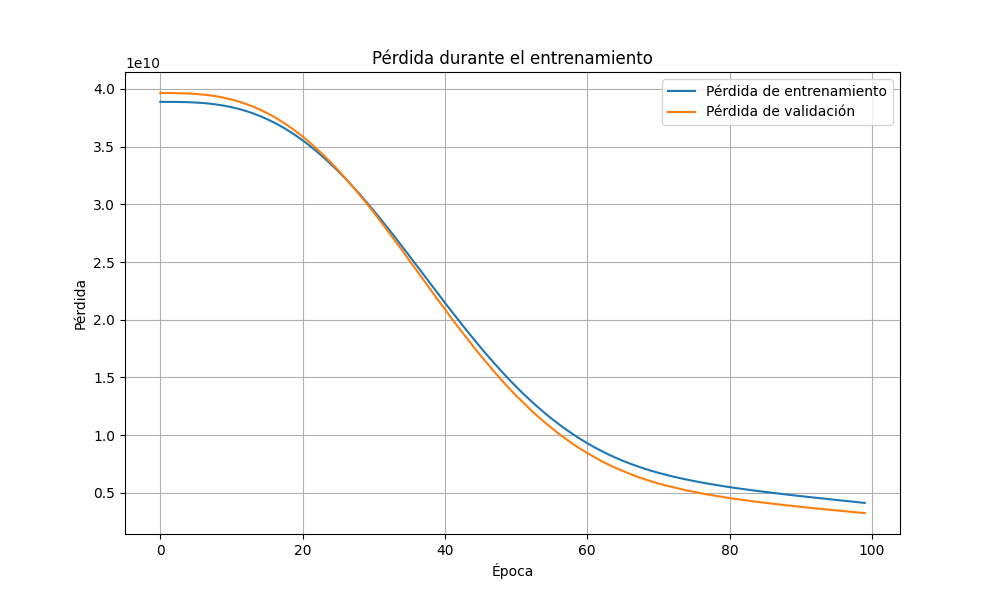 Pérdida durante el entrenamiento
1e10
Pérdida de entrenamiento
Pérdida de validación
4.0
3.5
3.0
2.5
2.0
1.5
1.0
0.5
Pérdida
0 20 40 60 80 100
Época